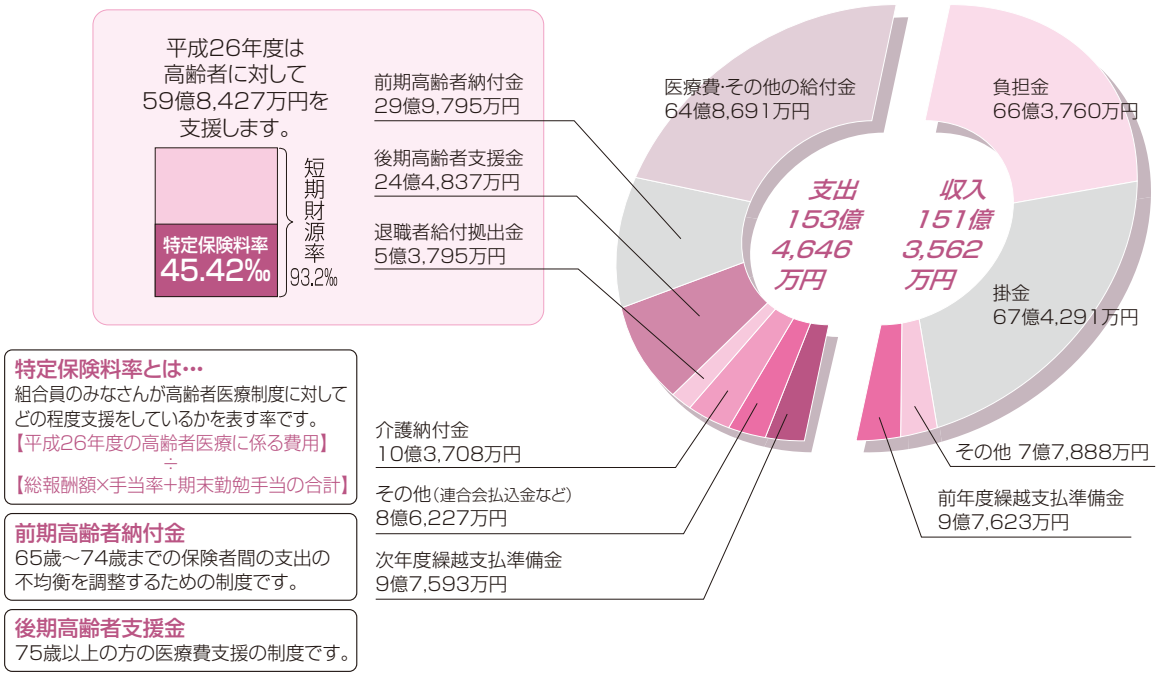 平成26年度は
高齢者に対して
59億8,427万円を
支援します。
特定保険料率
45.42‰
短期財源率
93.2‰
前期高齢者納付金
29億9,795万円
後期高齢者支援金
24億4,837万円
退職者給付拠出金
5億3,795万円
医療費・その他の給付金
64億8,691万円
負担金
66億3,760万円
支出
153億
4,646
万円
収入
151億
3,562
万円
掛金
67億4,291万円
介護納付金
10億3,708万円
その他(連合会払込金など)
8億6,227万円
次年度繰越支払準備金
9億7,593万円
その他 7億7,888万円
前年度繰越支払準備金
9億7,623万円
特定保険料率とは…
組合員のみなさんが高齢者医療制度に対して
どの程度支援をしているかを表す率です。
【平成26年度の高齢者医療に係る費用】
÷
【総報酬額×手当率+期末勤勉手当の合計】
前期高齢者納付金
65歳～74歳までの保険者間の支出の
不均衡を調整するための制度です。
後期高齢者支援金
75歳以上の方の医療費支援の制度です。